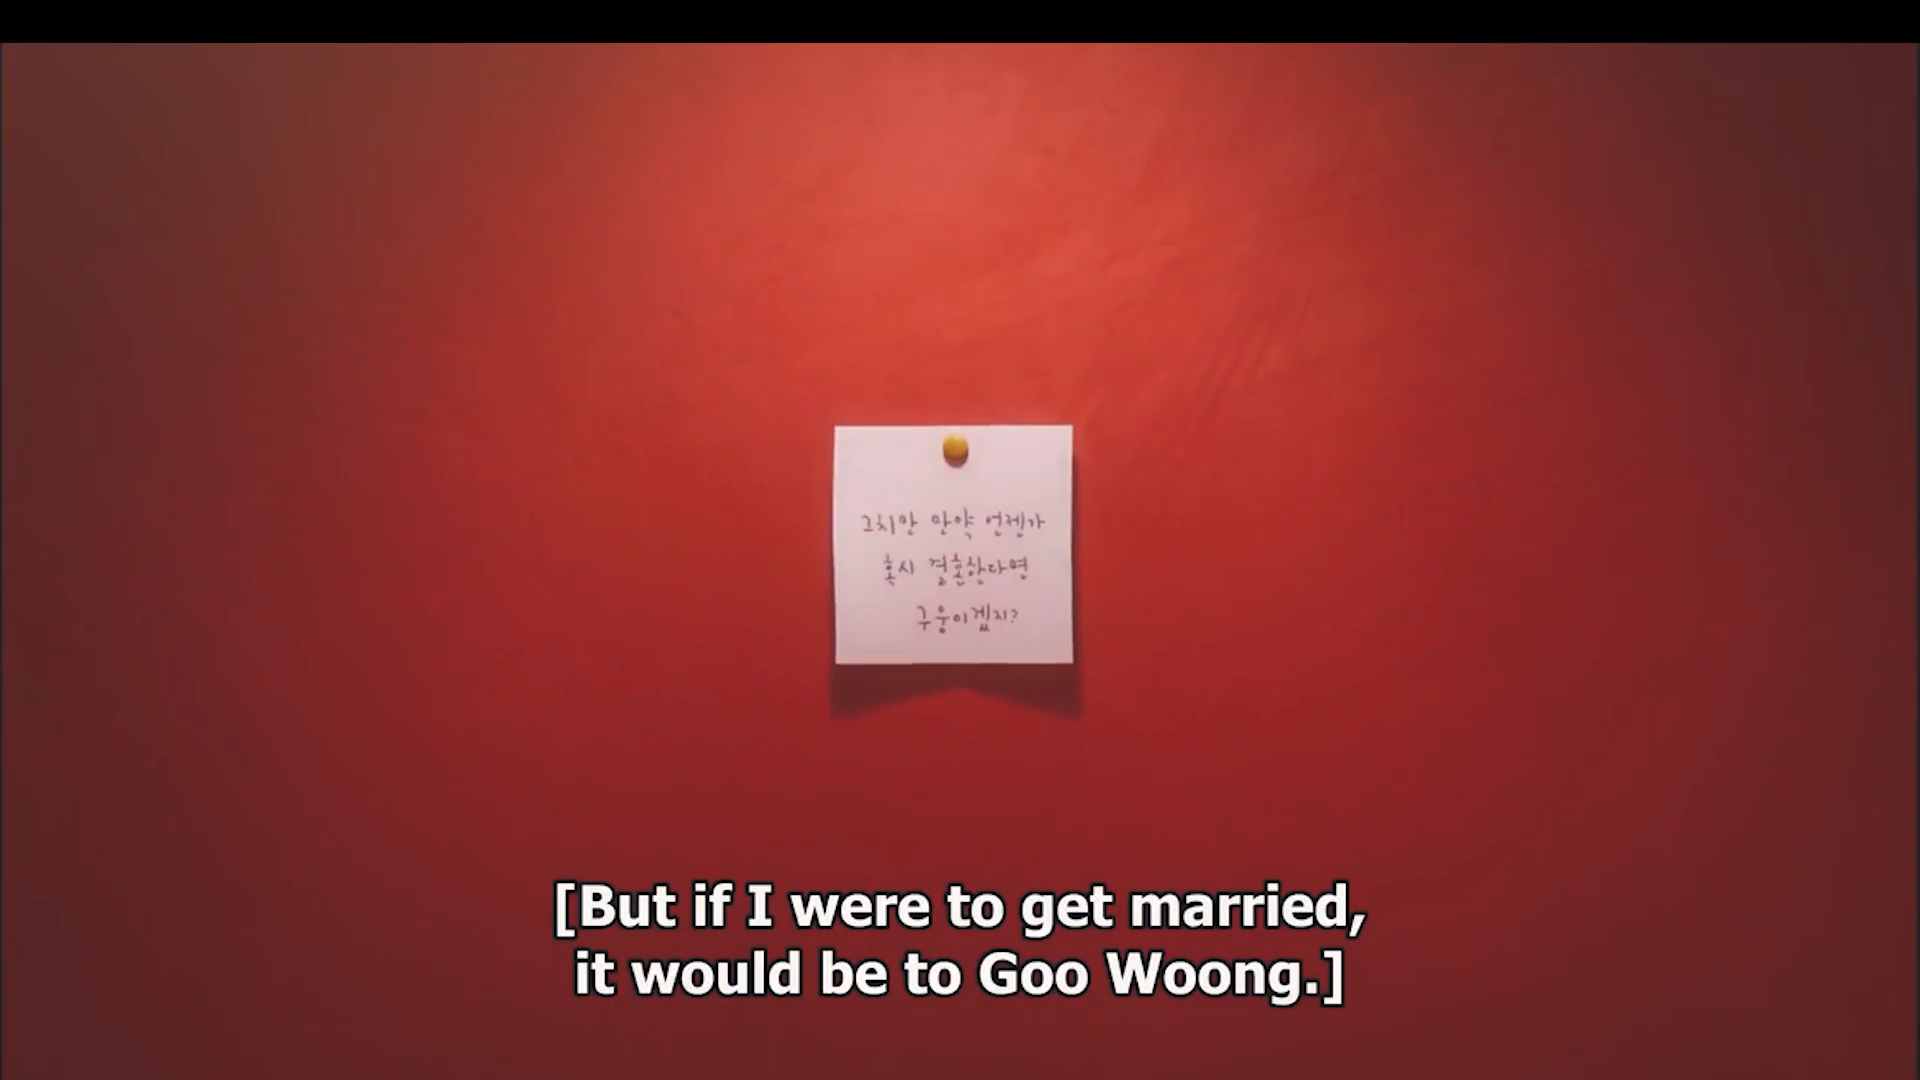 그치만 만약 언젠가
혹시 결혼한다면
구웅이겠지?
[But if I were to get married,
it would be to Goo Woong.]